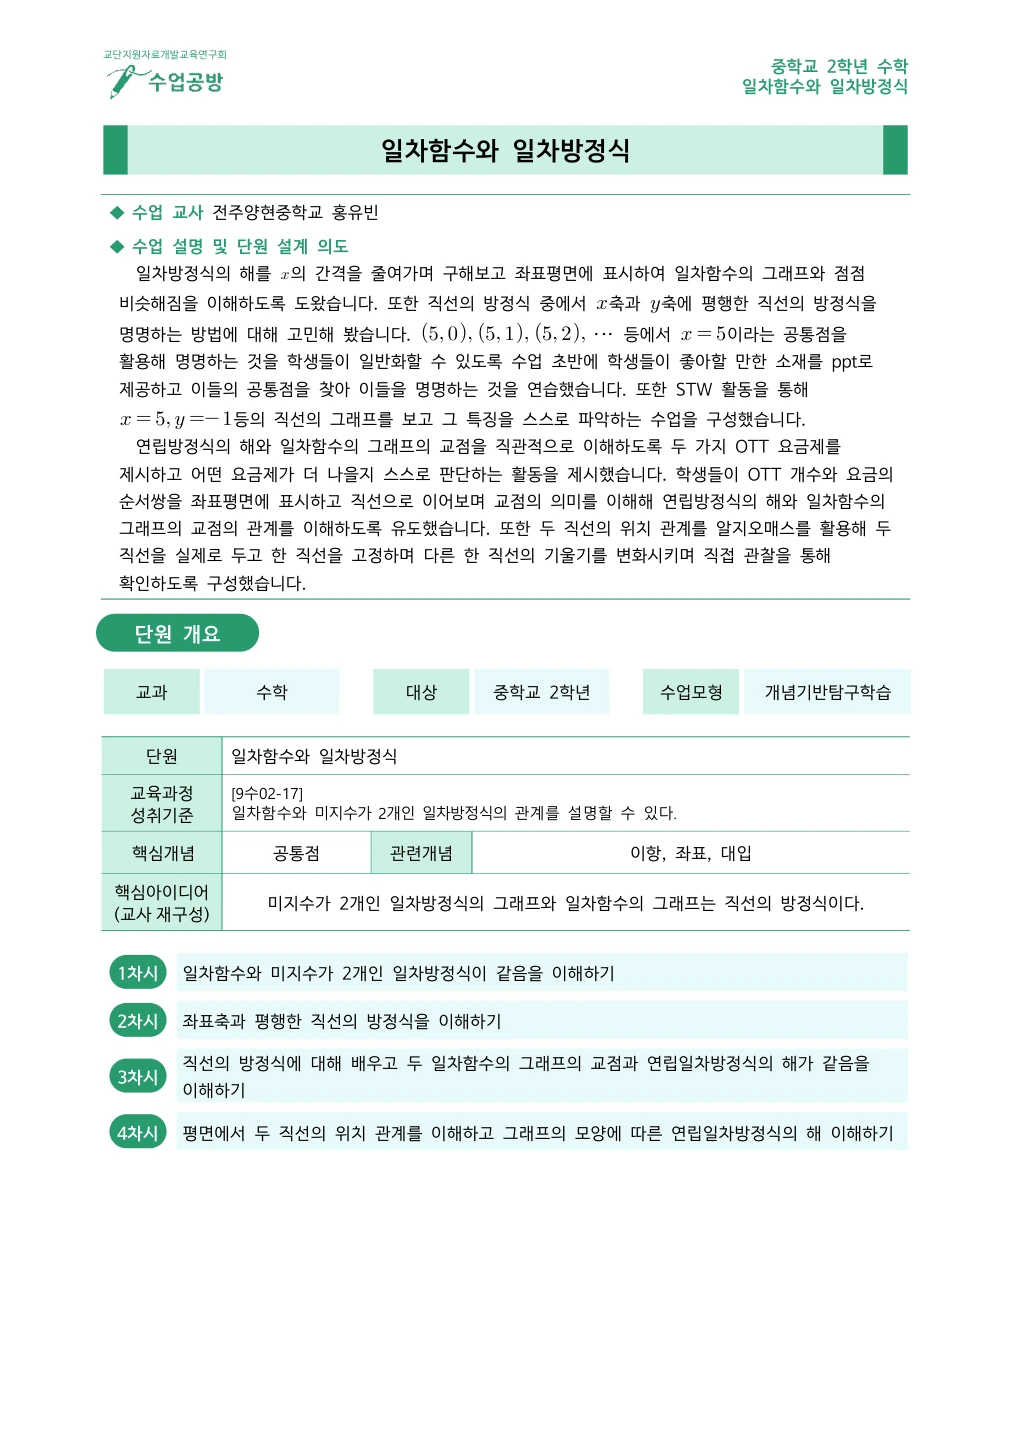 교단지원자료개발교육연구회
수업공방
중학교 2학년 수학
일차함수와 일차방정식
일차함수와 일차방정식
◆ 수업 교사 전주양현중학교 홍유빈
◆ 수업 설명 및 단원 설계 의도
일차방정식의 해를 x의 간격을 줄여가며 구해보고 좌표평면에 표시하여 일차함수의 그래프와 점점
비슷해짐을 이해하도록 도왔습니다. 또한 직선의 방정식 중에서 x축과 y축에 평행한 직선의 방정식을
명명하는 방법에 대해 고민해 봤습니다. (5, 0), (5, 1), (5, 2), ⋯ 등에서 x = 5이라는 공통점을
활용해 명명하는 것을 학생들이 일반화할 수 있도록 수업 초반에 학생들이 좋아할 만한 소재를 ppt로
제공하고 이들의 공통점을 찾아 이들을 명명하는 것을 연습했습니다. 또한 STW 활동을 통해
x = 5, y =− 1등의 직선의 그래프를 보고 그 특징을 스스로 파악하는 수업을 구성했습니다.
연립방정식의 해와 일차함수의 그래프의 교점을 직관적으로 이해하도록 두 가지 OTT 요금제를
제시하고 어떤 요금제가 더 나을지 스스로 판단하는 활동을 제시했습니다. 학생들이 OTT 개수와 요금의
순서쌍을 좌표평면에 표시하고 직선으로 이어보며 교점의 의미를 이해해 연립방정식의 해와 일차함수의
그래프의 교점의 관계를 이해하도록 유도했습니다. 또한 두 직선의 위치 관계를 알지오매스를 활용해 두
직선을 실제로 두고 한 직선을 고정하며 다른 한 직선의 기울기를 변화시키며 직접 관찰을 통해
확인하도록 구성했습니다.
단원 개요
교과 수학 대상 중학교 2학년 수업모형 개념기반탐구학습
단원 일차함수와 일차방정식
교육과정
성취기준
[9수02-17]
일차함수와 미지수가 2개인 일차방정식의 관계를 설명할 수 있다.
핵심개념 공통점 관련개념 이항, 좌표, 대입
핵심아이디어
(교사 재구성)
미지수가 2개인 일차방정식의 그래프와 일차함수의 그래프는 직선의 방정식이다.
1차시 일차함수와 미지수가 2개인 일차방정식이 같음을 이해하기
2차시 좌표축과 평행한 직선의 방정식을 이해하기
3차시 직선의 방정식에 대해 배우고 두 일차함수의 그래프의 교점과 연립일차방정식의 해가 같음을
이해하기
4차시 평면에서 두 직선의 위치 관계를 이해하고 그래프의 모양에 따른 연립일차방정식의 해 이해하기